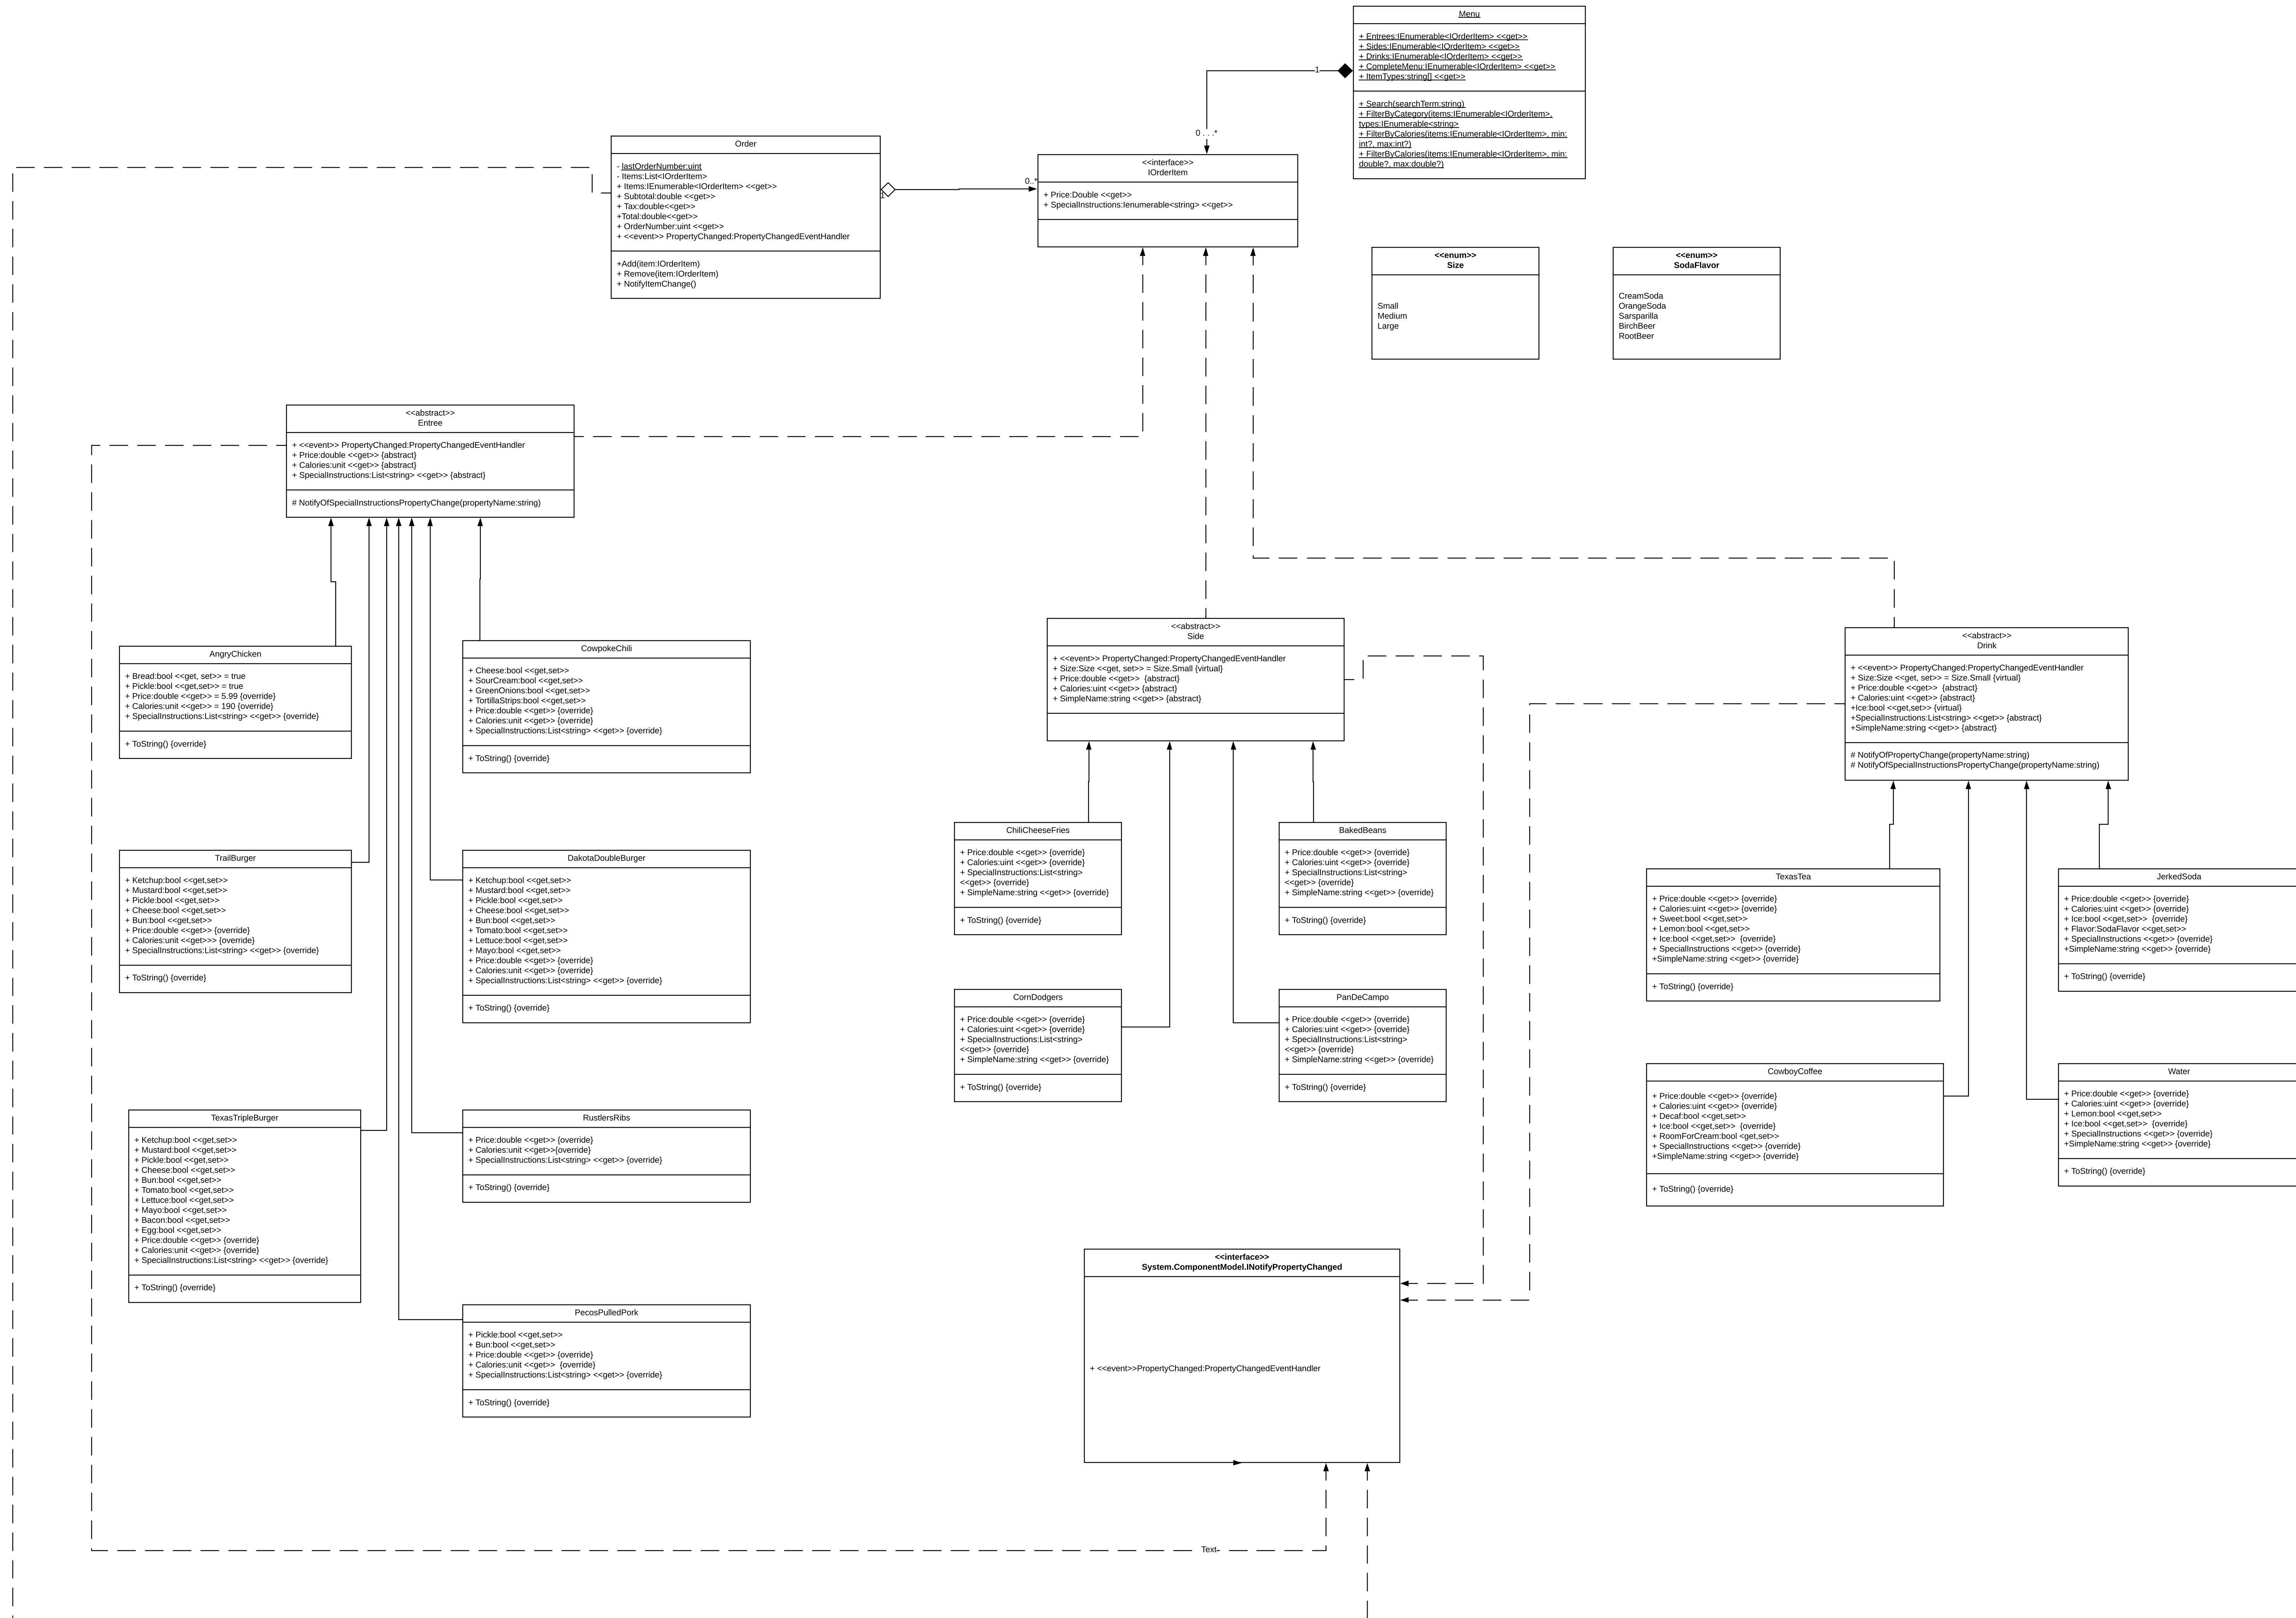 Menu
+ Entrees:IEnumerable<IOrderItem> <<get>>
+ Sides:IEnumerable<IOrderItem> <<get>>
+ Drinks:IEnumerable<IOrderItem> <<get>>
+ CompleteMenu:IEnumerable<IOrderItem> <<get>>
+ ItemTypes:string[] <<get>>
+ Search(searchTerm:string)
+ FilterByCategory(items:IEnumerable<IOrderItem>,
types:IEnumerable<string>
+ FilterByCalories(items:IEnumerable<IOrderItem>, min:
int?, max:int?)
+ FilterByCalories(items:IEnumerable<IOrderItem>, min:
double?, max:double?)
1
0 . . .*
Order
- lastOrderNumber:uint
- Items:List<IOrderItem>
+ Items:IEnumerable<IOrderItem> <<get>>
+ Subtotal:double <<get>>
+ Tax:double<<get>>
+Total:double<<get>>
+ OrderNumber:uint <<get>>
+ <<event>> PropertyChanged:PropertyChangedEventHandler
+Add(item:IOrderItem)
+ Remove(item:IOrderItem)
+ NotifyItemChange()
1
0..*
<<interface>>
IOrderItem
+ Price:Double <<get>>
+ SpecialInstructions:Ienumerable<string> <<get>>
<<enum>>
Size
Small
Medium
Large
<<enum>>
SodaFlavor
CreamSoda
OrangeSoda
Sarsparilla
BirchBeer
RootBeer
<<abstract>>
Entree
+ <<event>> PropertyChanged:PropertyChangedEventHandler
+ Price:double <<get>> {abstract}
+ Calories:unit <<get>> {abstract}
+ SpecialInstructions:List<string> <<get>> {abstract}
# NotifyOfSpecialInstructionsPropertyChange(propertyName:string)
<<abstract>>
Side
+ <<event>> PropertyChanged:PropertyChangedEventHandler
+ Size:Size <<get, set>> = Size.Small {virtual}
+ Price:double <<get>>  {abstract}
+ Calories:uint <<get>> {abstract}
+ SimpleName:string <<get>> {abstract}
<<abstract>>
Drink
+ <<event>> PropertyChanged:PropertyChangedEventHandler
+ Size:Size <<get, set>> = Size.Small {virtual}
+ Price:double <<get>>  {abstract}
+ Calories:uint <<get>> {abstract}
+Ice:bool <<get,set>> {virtual}
+SpecialInstructions:List<string> <<get>> {abstract}
+SimpleName:string <<get>> {abstract}
# NotifyOfPropertyChange(propertyName:string)
# NotifyOfSpecialInstructionsPropertyChange(propertyName:string)
AngryChicken
+ Bread:bool <<get, set>> = true
+ Pickle:bool <<get,set>> = true
+ Price:double <<get>> = 5.99 {override}
+ Calories:unit <<get>> = 190 {override}
+ SpecialInstructions:List<string> <<get>> {override}
+ ToString() {override}
CowpokeChili
+ Cheese:bool <<get,set>>
+ SourCream:bool <<get,set>>
+ GreenOnions:bool <<get,set>>
+ TortillaStrips:bool <<get,set>>
+ Price:double <<get>> {override}
+ Calories:unit <<get>> {override}
+ SpecialInstructions:List<string> <<get>> {override}
+ ToString() {override}
TrailBurger
+ Ketchup:bool <<get,set>>
+ Mustard:bool <<get,set>>
+ Pickle:bool <<get,set>>
+ Cheese:bool <<get,set>>
+ Bun:bool <<get,set>>
+ Price:double <<get>> {override}
+ Calories:unit <<get>>> {override}
+ SpecialInstructions:List<string> <<get>> {override}
+ ToString() {override}
DakotaDoubleBurger
+ Ketchup:bool <<get,set>>
+ Mustard:bool <<get,set>>
+ Pickle:bool <<get,set>>
+ Cheese:bool <<get,set>>
+ Bun:bool <<get,set>>
+ Tomato:bool <<get,set>>
+ Lettuce:bool <<get,set>>
+ Mayo:bool <<get,set>>
+ Price:double <<get>> {override}
+ Calories:unit <<get>> {override}
+ SpecialInstructions:List<string> <<get>> {override}
+ ToString() {override}
TexasTripleBurger
+ Ketchup:bool <<get,set>>
+ Mustard:bool <<get,set>>
+ Pickle:bool <<get,set>>
+ Cheese:bool <<get,set>>
+ Bun:bool <<get,set>>
+ Tomato:bool <<get,set>>
+ Lettuce:bool <<get,set>>
+ Mayo:bool <<get,set>>
+ Bacon:bool <<get,set>>
+ Egg:bool <<get,set>>
+ Price:double <<get>> {override}
+ Calories:unit <<get>> {override}
+ SpecialInstructions:List<string> <<get>> {override}
+ ToString() {override}
RustlersRibs
+ Price:double <<get>> {override}
+ Calories:unit <<get>>{override}
+ SpecialInstructions:List<string> <<get>> {override}
+ ToString() {override}
PecosPulledPork
+ Pickle:bool <<get,set>>
+ Bun:bool <<get,set>>
+ Price:double <<get>> {override}
+ Calories:unit <<get>>  {override}
+ SpecialInstructions:List<string> <<get>> {override}
+ ToString() {override}
ChiliCheeseFries
+ Price:double <<get>> {override}
+ Calories:uint <<get>> {override}
+ SpecialInstructions:List<string>
<<get>> {override}
+ SimpleName:string <<get>> {override}
+ ToString() {override}
BakedBeans
+ Price:double <<get>> {override}
+ Calories:uint <<get>> {override}
+ SpecialInstructions:List<string>
<<get>> {override}
+ SimpleName:string <<get>> {override}
+ ToString() {override}
CornDodgers
+ Price:double <<get>> {override}
+ Calories:uint <<get>> {override}
+ SpecialInstructions:List<string>
<<get>> {override}
+ SimpleName:string <<get>> {override}
+ ToString() {override}
PanDeCampo
+ Price:double <<get>> {override}
+ Calories:uint <<get>> {override}
+ SpecialInstructions:List<string>
<<get>> {override}
+ SimpleName:string <<get>> {override}
+ ToString() {override}
TexasTea
+ Price:double <<get>> {override}
+ Calories:uint <<get>> {override}
+ Sweet:bool <<get,set>>
+ Lemon:bool <<get,set>>
+ Ice:bool <<get,set>>  {override}
+ SpecialInstructions <<get>> {override}
+SimpleName:string <<get>> {override}
+ ToString() {override}
JerkedSoda
+ Price:double <<get>> {override}
+ Calories:uint <<get>> {override}
+ Ice:bool <<get,set>>  {override}
+ Flavor:SodaFlavor <<get,set>>
+ SpecialInstructions <<get>> {override}
+SimpleName:string <<get>> {override}
+ ToString() {override}
CowboyCoffee
+ Price:double <<get>> {override}
+ Calories:uint <<get>> {override}
+ Decaf:bool <<get,set>>
+ Ice:bool <<get,set>>  {override}
+ RoomForCream:bool <get,set>>
+ SpecialInstructions <<get>> {override}
+SimpleName:string <<get>> {override}
+ ToString() {override}
Water
+ Price:double <<get>> {override}
+ Calories:uint <<get>> {override}
+ Lemon:bool <<get,set>>
+ Ice:bool <<get,set>>  {override}
+ SpecialInstructions <<get>> {override}
+SimpleName:string <<get>> {override}
+ ToString() {override}
<<interface>>
System.ComponentModel.INotifyPropertyChanged
+ <<event>>PropertyChanged:PropertyChangedEventHandler
Text